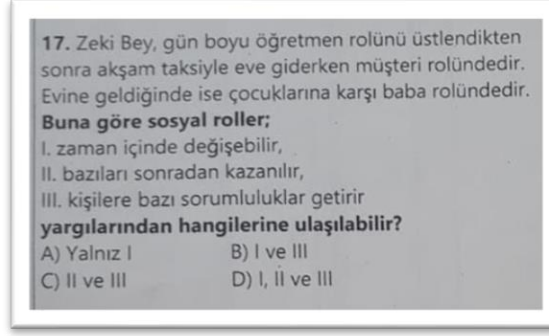 17. Zeki Bey, gün boyu öğretmen rolünü üstlendikten
sonra akşam taksiyle eve giderken müşteri rolündedir.
Evine geldiğinde ise çocuklarına karşı baba rolündedir.
Buna göre sosyal roller;
I. zaman içinde değişebilir,
II. bazıları sonradan kazanılır,
III. kişilere bazı sorumluluklar getirir
yargılarından hangilerine ulaşılabilir?
A) Yalnız I B) I ve III
C) II ve III D) I, II ve III